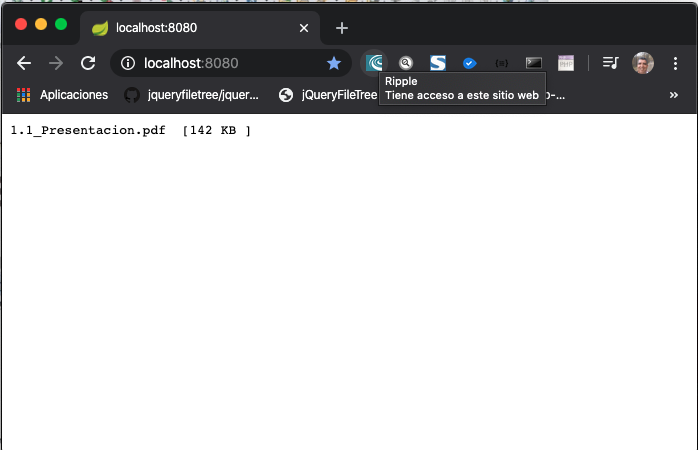 localhost:8080
localhost:8080
Ripple
Tiene acceso a este sitio web
Aplicaciones
jqueryfiletree/jquer...
jQueryFileTree
1.1_Presentacion.pdf [142 KB ]